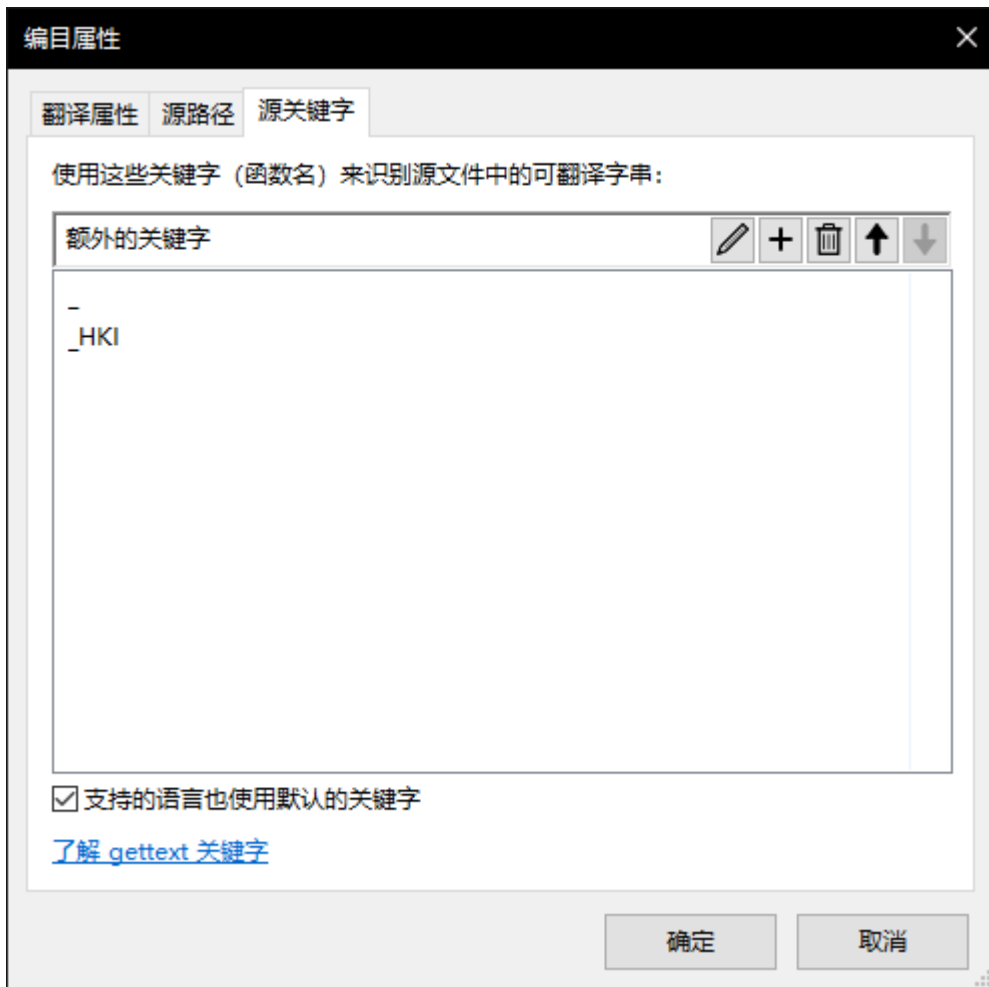 编目属性
翻译属性 源路径 源关键字
使用这些关键字（函数名）来识别源文件中的可翻译字串：
额外的关键字
_
_HKI
支持的语言也使用默认的关键字
了解 gettext 关键字
确定 取消